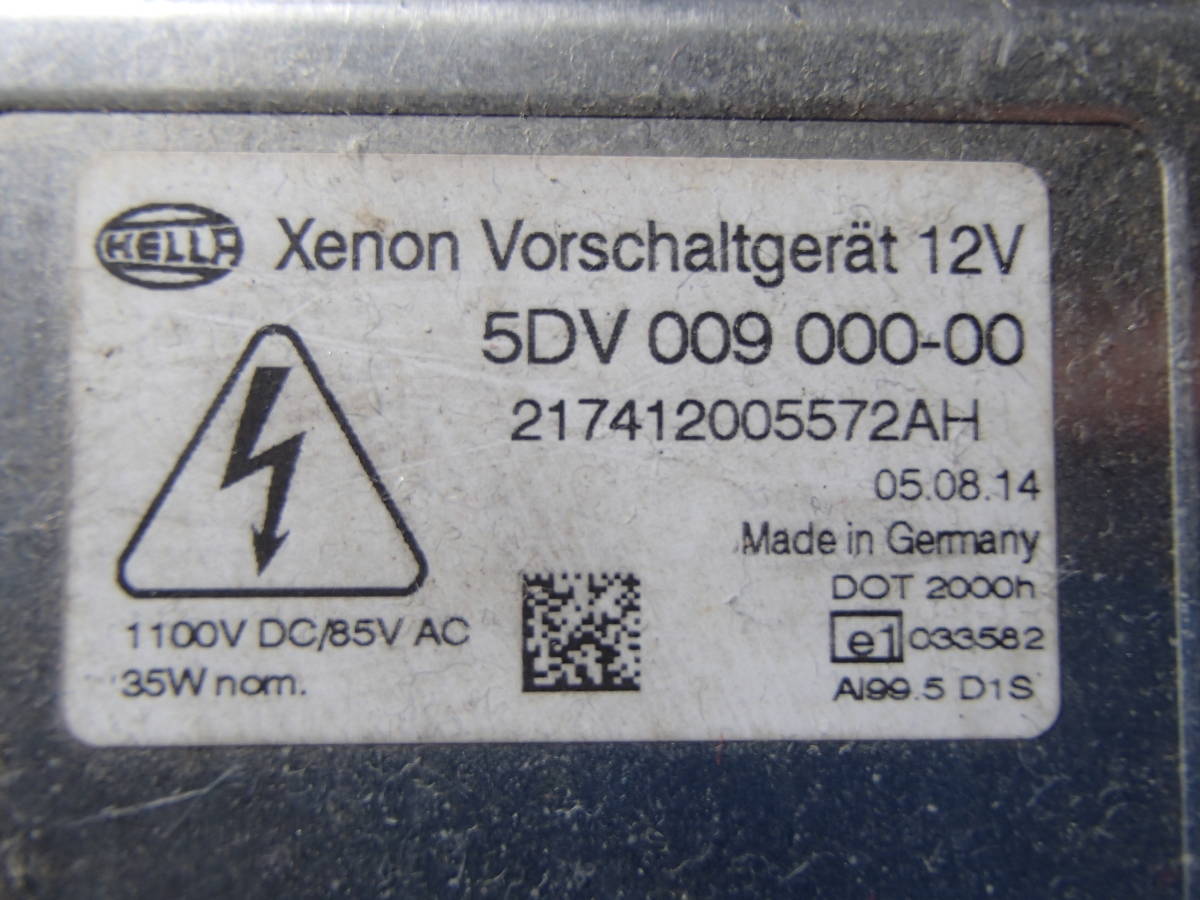 HELLA Xenon Vorschaltgerät 12V
5DV 009 000-00
217412005572AH
05.08.14
Made in Germany
DOT 2000h
1100V DC/85V AC
e1 033582
35W nom.
AI99.5 D1S